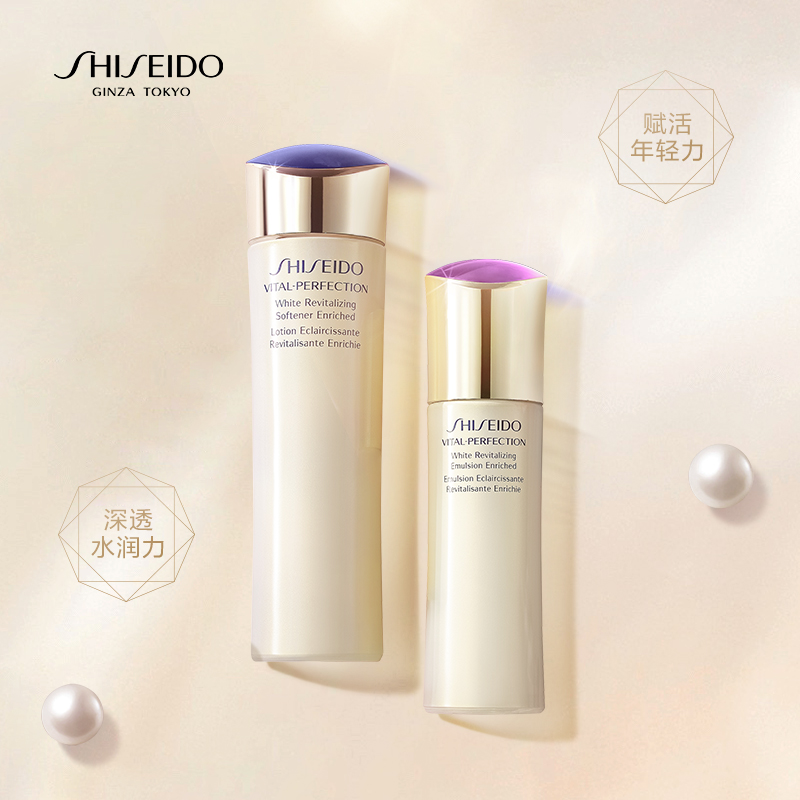 SHISEIDO
GINZA TOKYO
赋活
年轻力
SHISEIDO
VITAL-PERFECTION
White Revitalizing
Softener Enriched
Lotion Eclaircissante
Revitalisante Enrichie
SHISEIDO
VITAL-PERFECTION
White Revitalizing
Emulsion Enriched
Emulsion Eclaircissante
Revitalisante Enrichie
深透
水润力